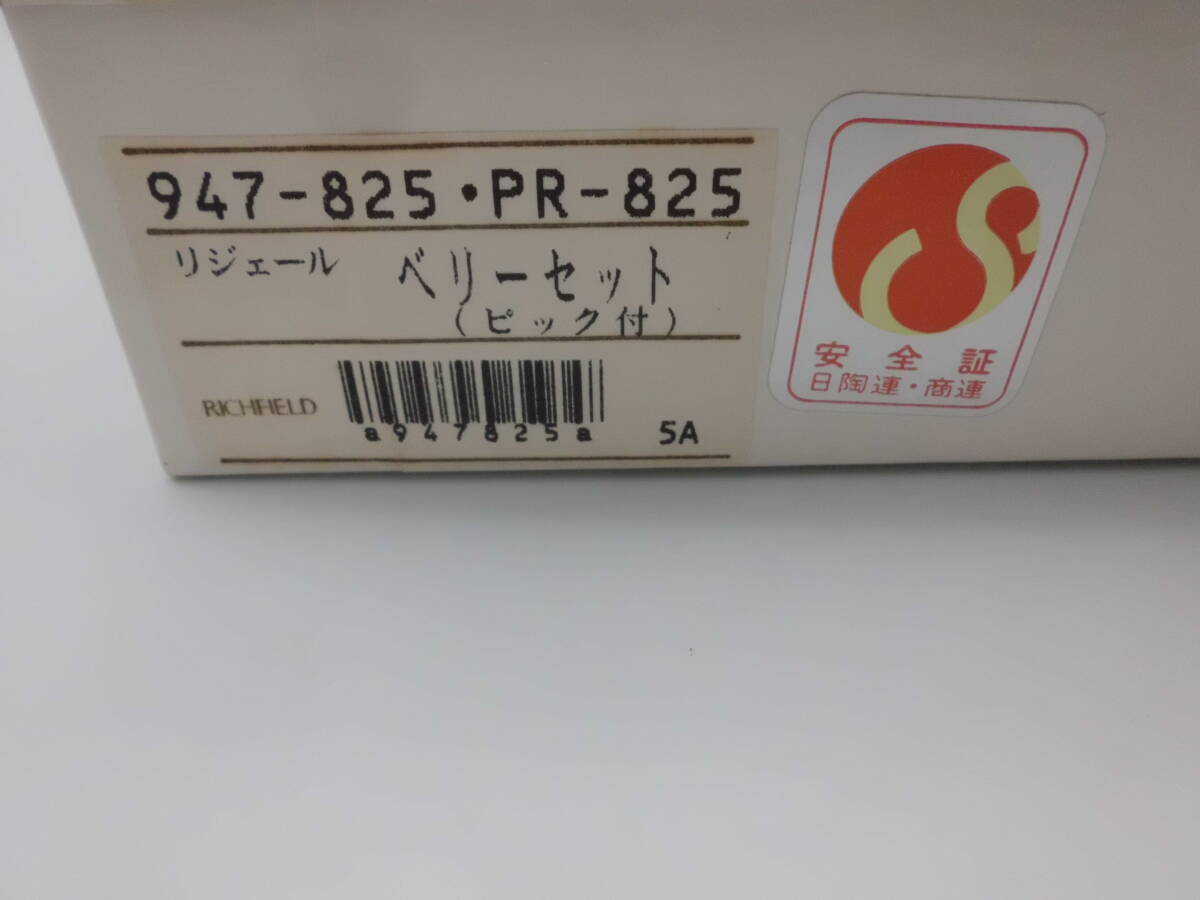 947-825・PR-825
リジェール ベリーセット
(ピック付)
RICHFIELD
a947825a
5A
安全証
日陶連・商連